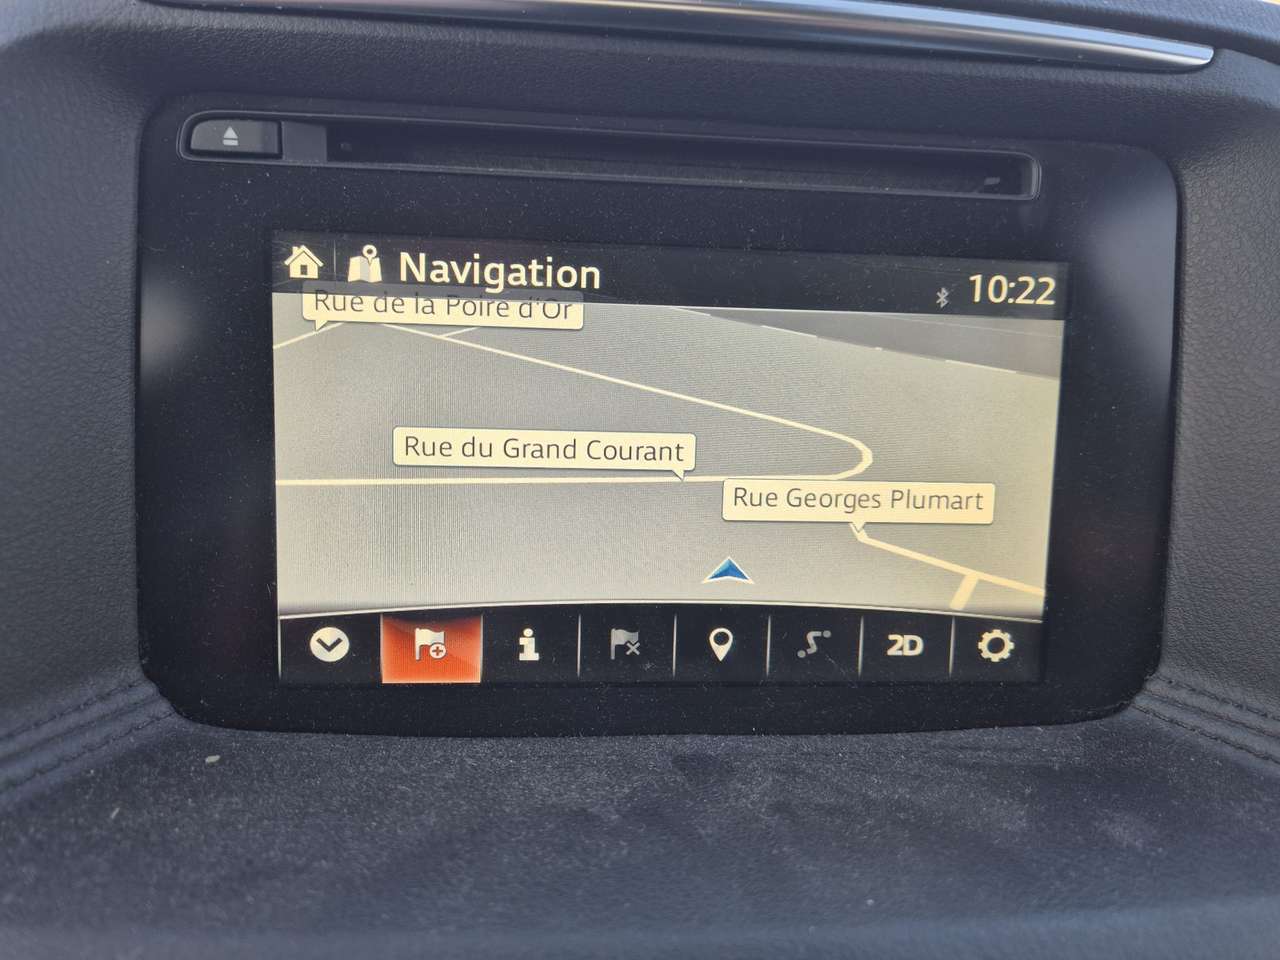 Navigation
10:22
Rue de la Poire d'Or
Rue du Grand Courant
Rue Georges Plumart
2D